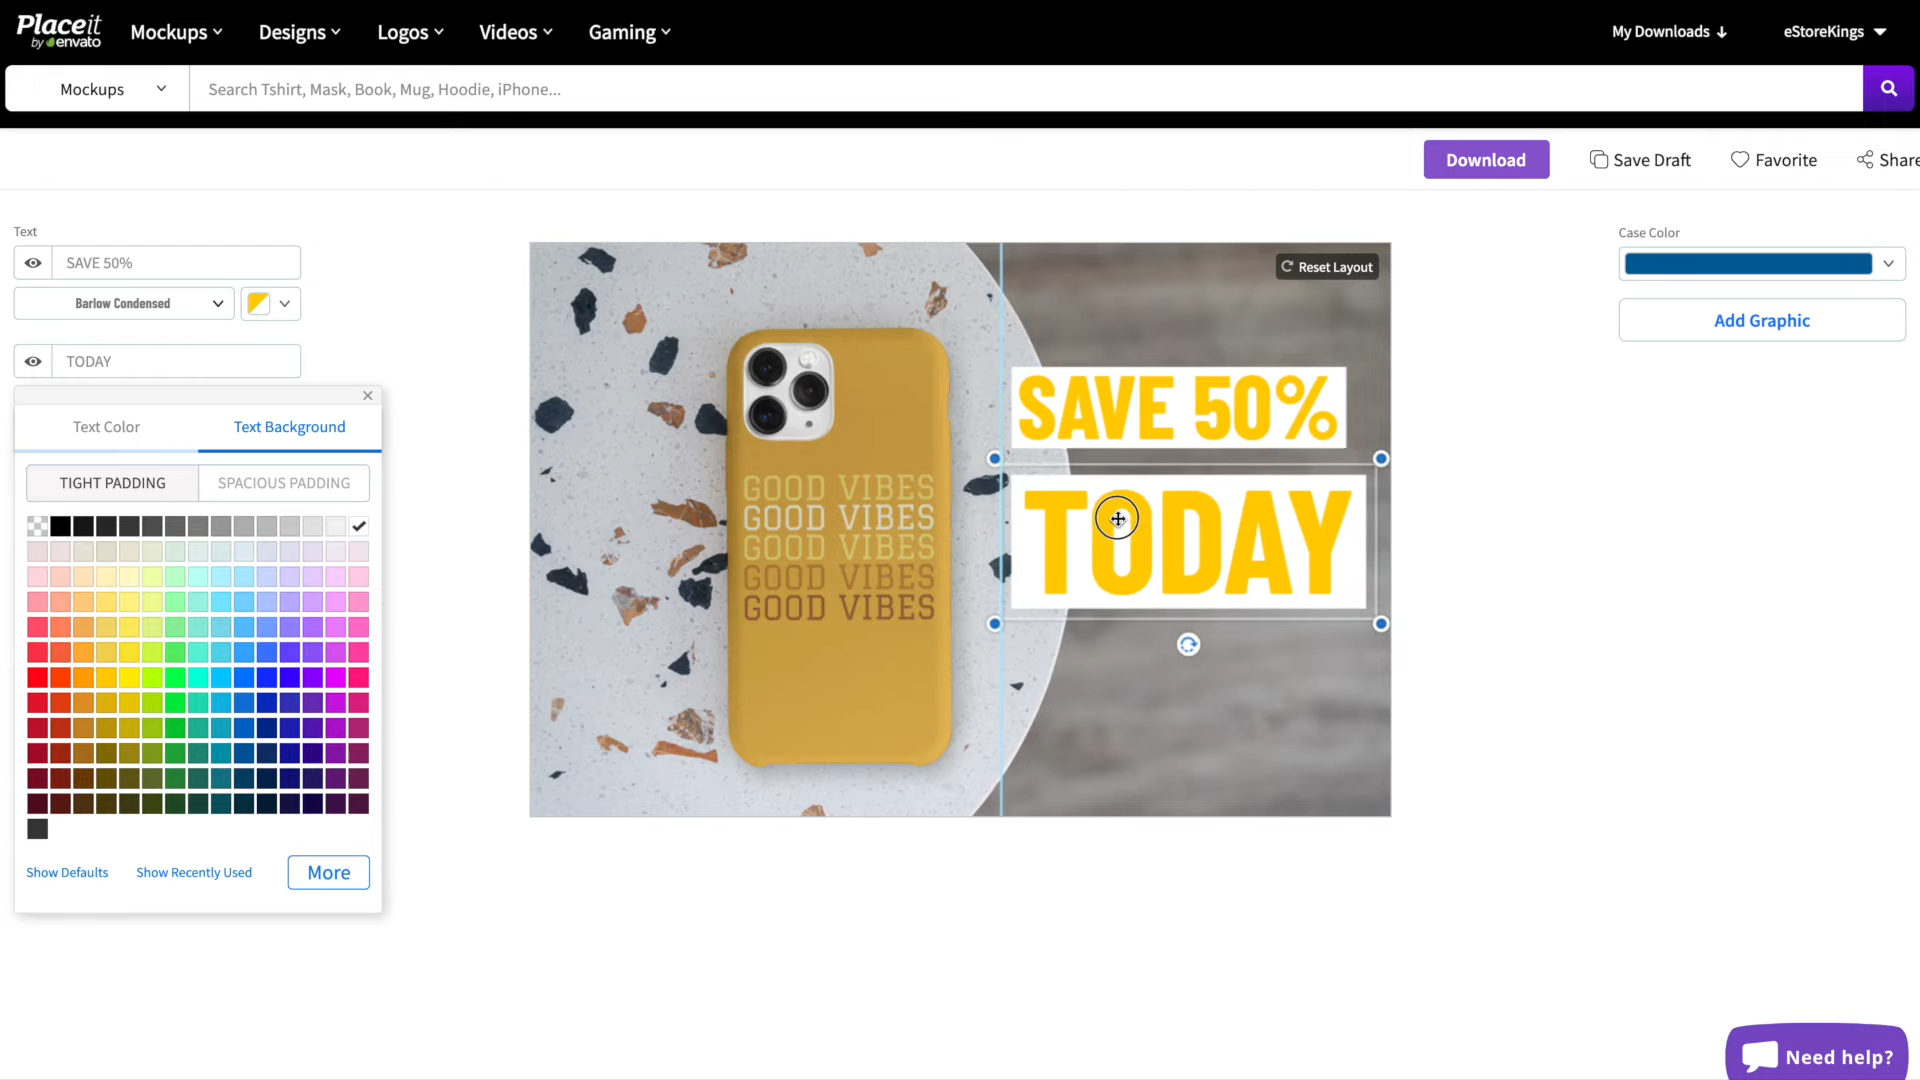 Placeit
by envato
Mockups
Designs
Logos
Videos
Gaming
My Downloads
eStoreKings
Mockups
Search Tshirt, Mask, Book, Mug, Hoodie, iPhone...
Download
Save Draft
Favorite
Share
Text
SAVE 50%
Barlow Condensed
TODAY
Text Color
Text Background
TIGHT PADDING
SPACIOUS PADDING
Show Defaults
Show Recently Used
More
Reset Layout
SAVE 50%
TODAY
GOOD VIBES
GOOD VIBES
GOOD VIBES
GOOD VIBES
GOOD VIBES
Case Color
Add Graphic
Need help?